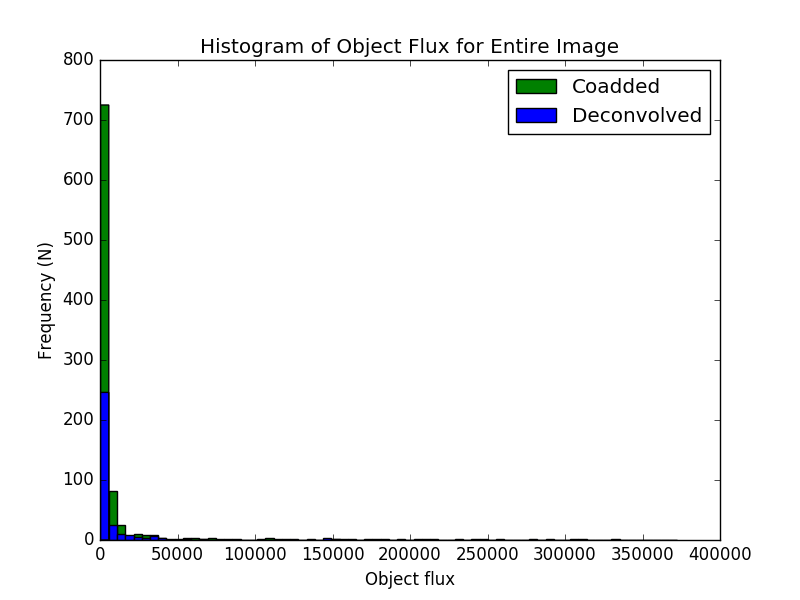 Histogram of Object Flux for Entire Image
800
700
600
500
400
300
200
100
0
Frequency (N)
Coadded
Deconvolved
0 50000 100000 150000 200000 250000 300000 350000 400000
Object flux